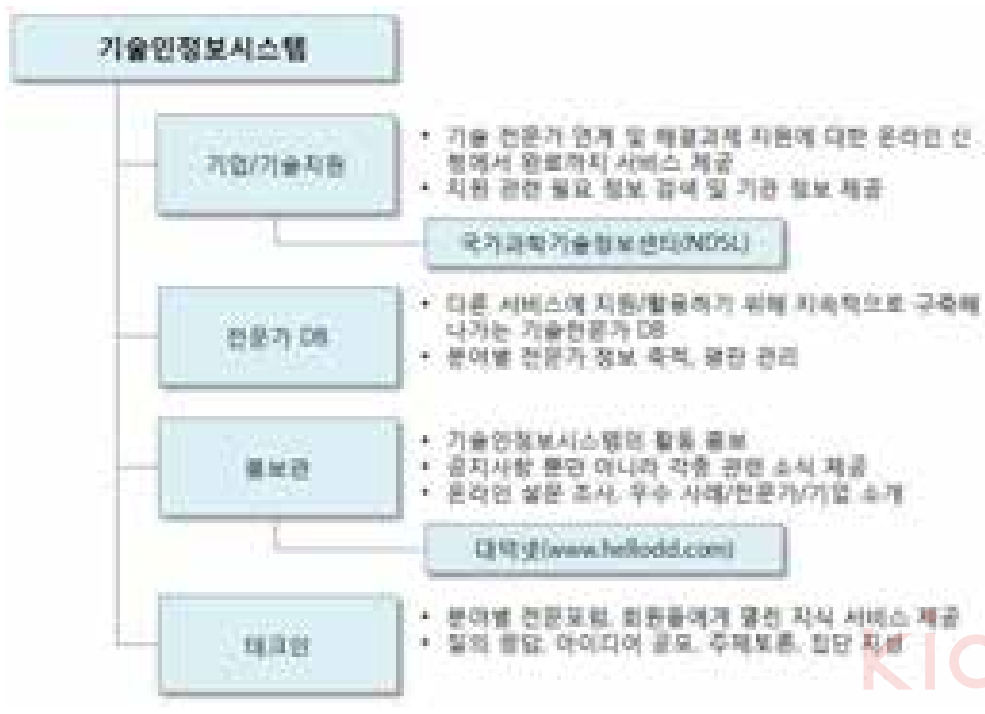 기술인정보시스템
기업/기술지원
• 기술 전문가 연계 및 해결과제 지원에 대한 온라인 신
청에서 완료까지 서비스 제공
• 지원 관련 필요 정보 검색 및 기관 정보 제공
국가과학기술정보센터(NDSL)
전문가 DB
• 다른 서비스에 지원/활용하기 위해 지속적으로 구축해
나가는 기술전문가 DB
• 분야별 전문가 정보 축적, 평판 관리
홍보관
• 기술인정보시스템의 활동 홍보
• 공지사항 뿐만 아니라 각종 관련 소식 제공
• 온라인 설문 조사, 우수 사례/전문가/기업 소개
대덕넷(www.hellodd.com)
테크인
• 분야별 전문포럼, 회원들에게 열린 지식 서비스 제공
• 질의 응답, 아이디어 공모, 주제토론, 집단 지성